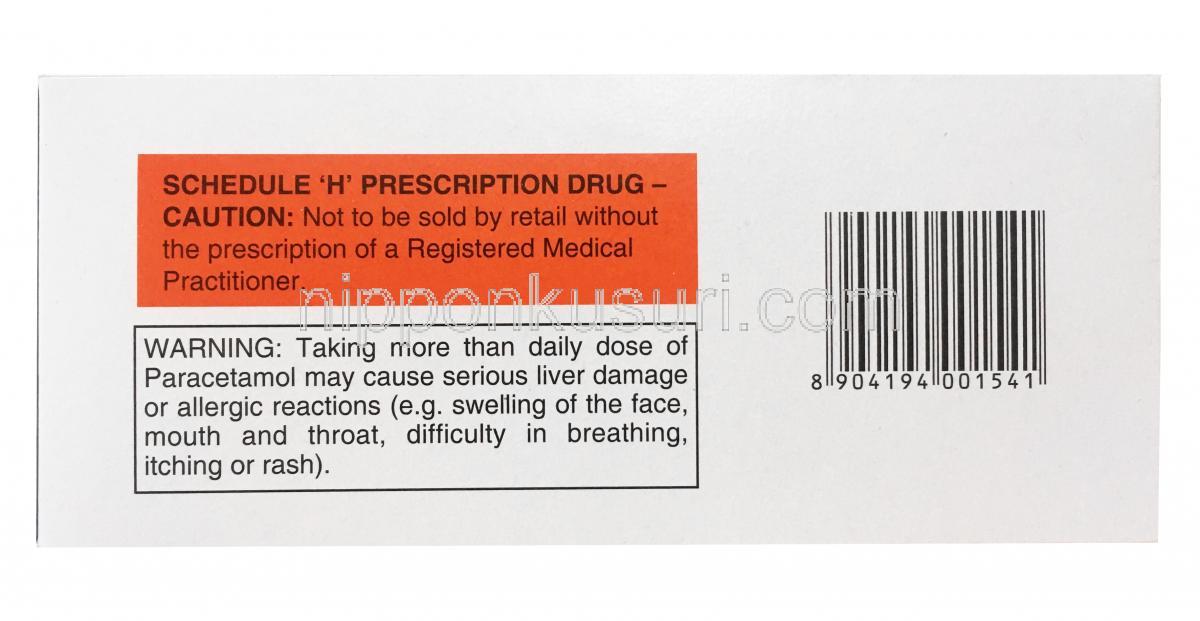 SCHEDULE ‘H’ PRESCRIPTION DRUG –
CAUTION: Not to be sold by retail without
the prescription of a Registered Medical
Practitioner.
nipponkusuri.com
WARNING: Taking more than daily dose of
Paracetamol may cause serious liver damage
or allergic reactions (e.g. swelling of the face,
mouth and throat, difficulty in breathing,
itching or rash).
8 904194 001541